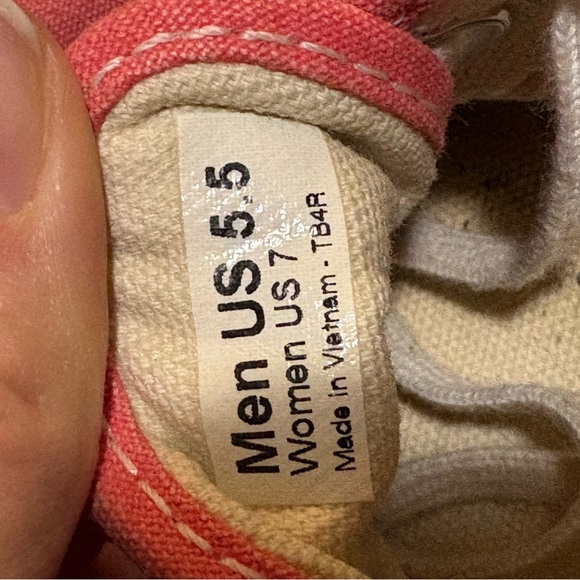 Men US 5.5
Women US 7
Made in Vietnam - TB4R